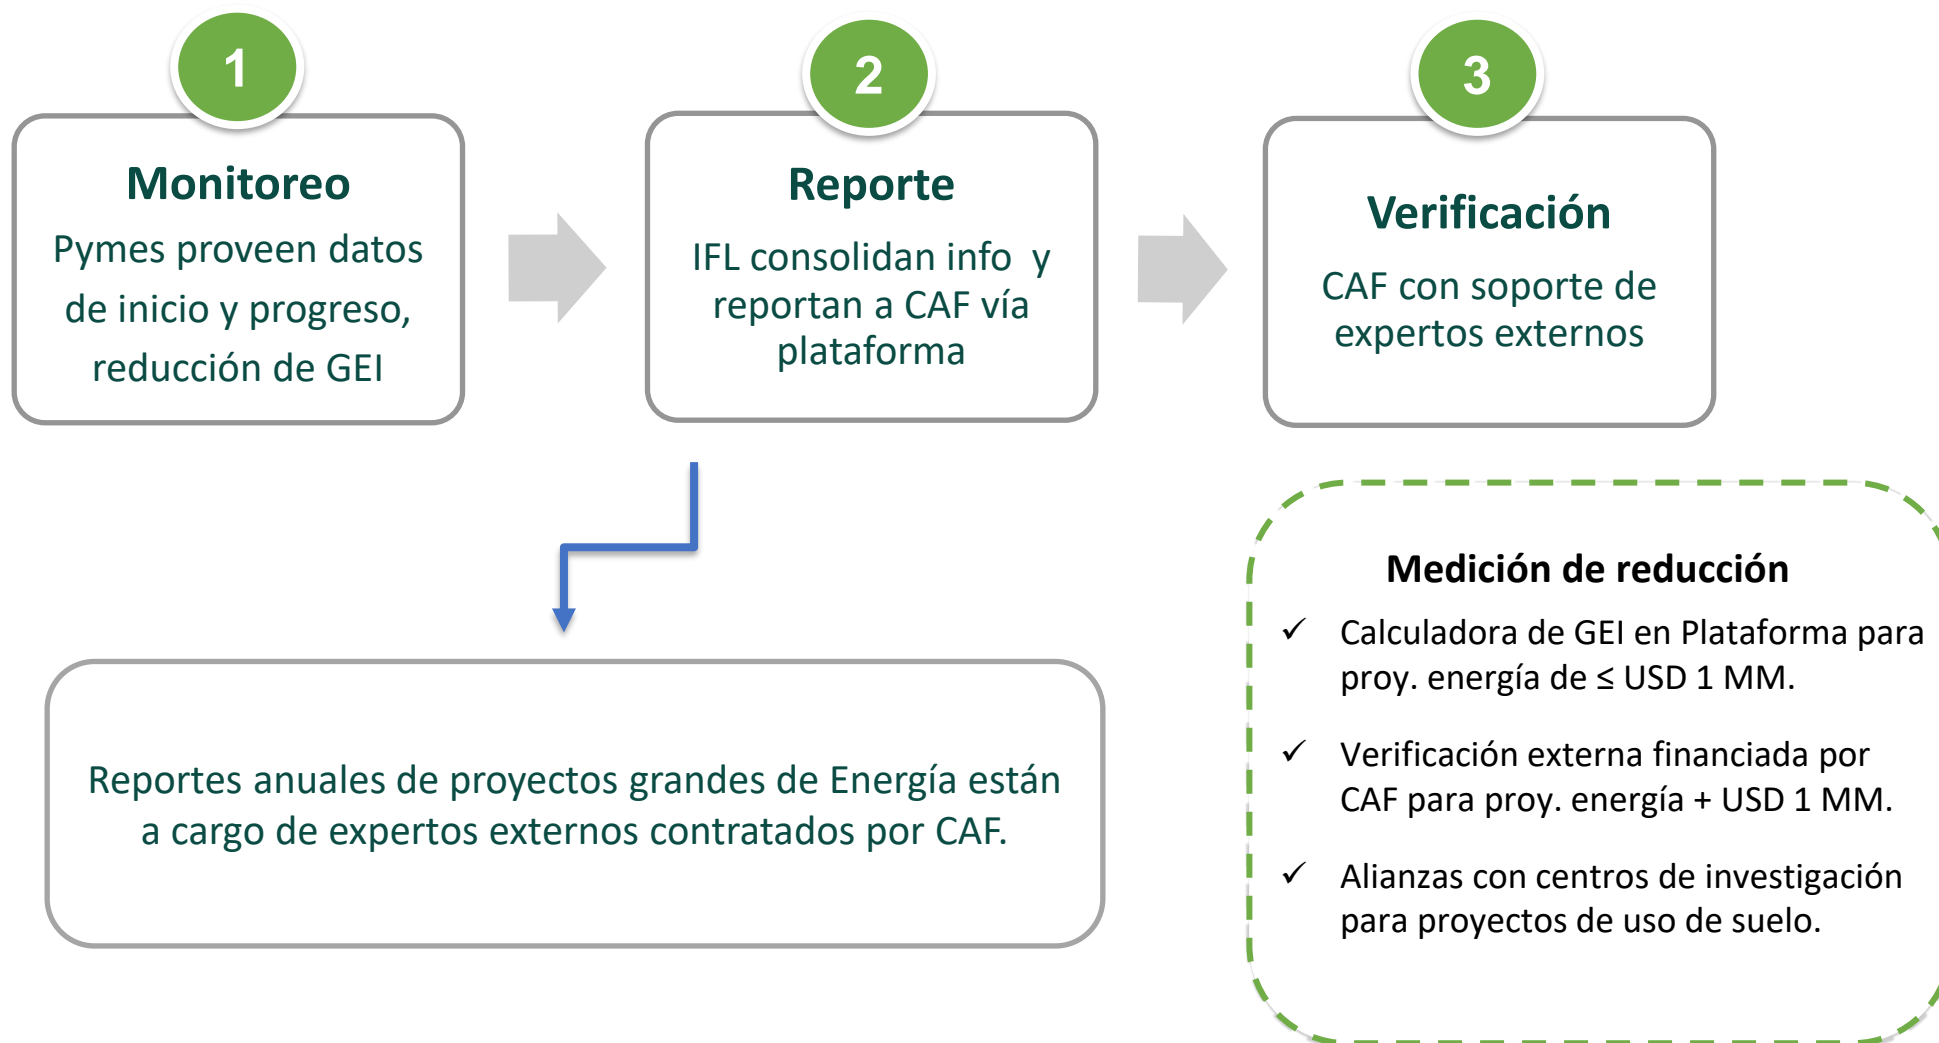 1
Monitoreo
Pymes proveen datos
de inicio y progreso,
reducción de GEI
2
Reporte
IFL consolidan info y
reportan a CAF vía
plataforma
3
Verificación
CAF con soporte de
expertos externos
Reportes anuales de proyectos grandes de Energía están
a cargo de expertos externos contratados por CAF.
Medición de reducción
✓ Calculadora de GEI en Plataforma para
proy. energía de ≤ USD 1 MM.
✓ Verificación externa financiada por
CAF para proy. energía + USD 1 MM.
✓ Alianzas con centros de investigación
para proyectos de uso de suelo.